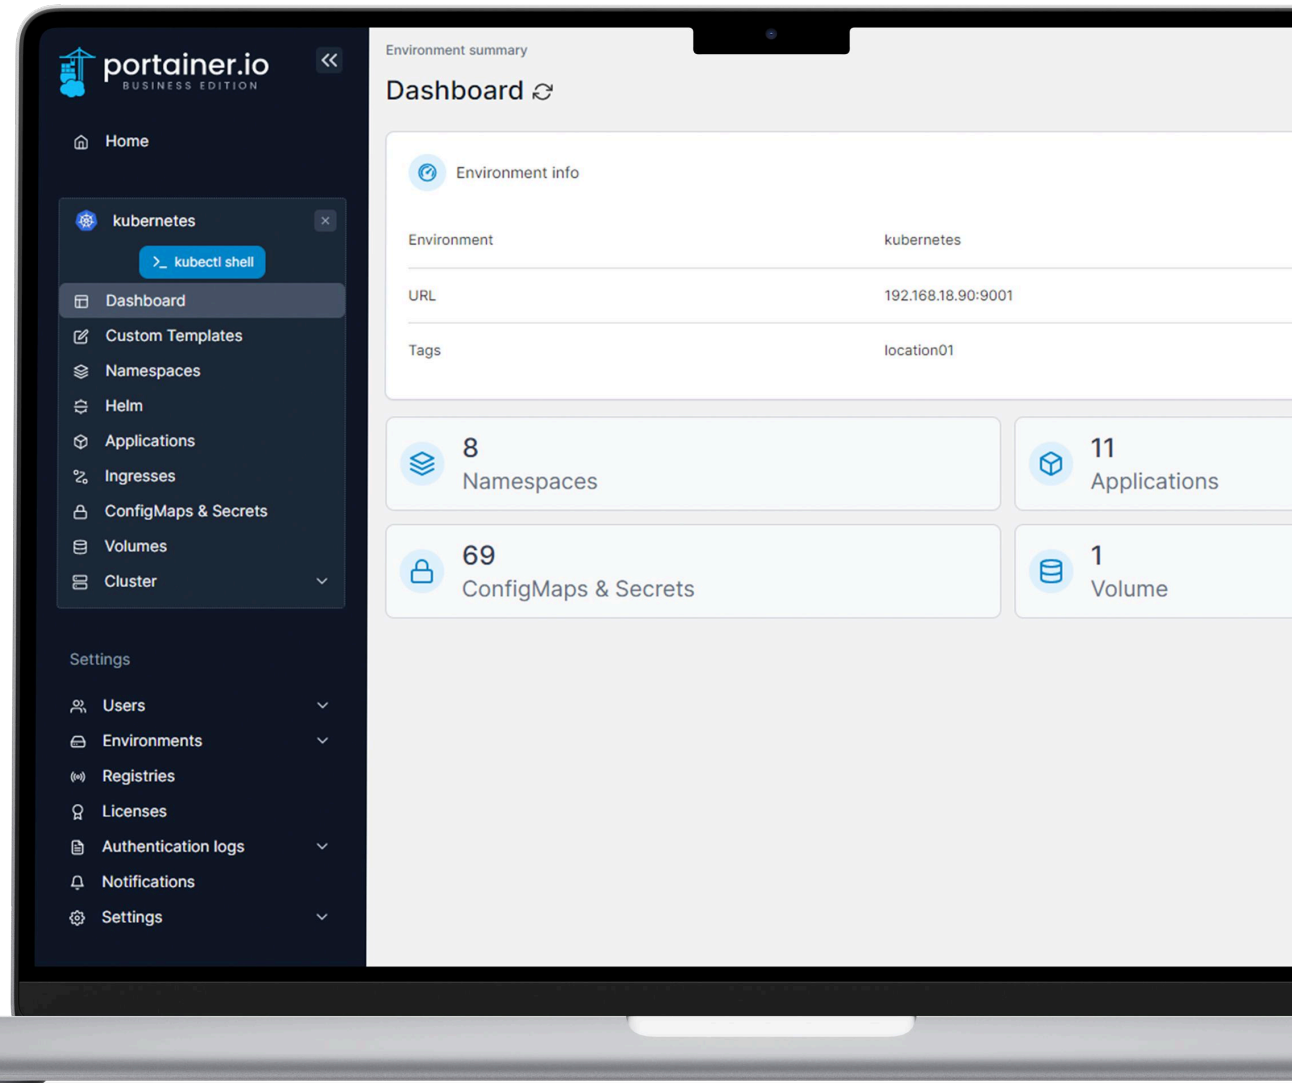 portainer.io
BUSINESS EDITION
Home
kubernetes
>_ kubectl shell
Dashboard
Custom Templates
Namespaces
Helm
Applications
Ingresses
ConfigMaps & Secrets
Volumes
Cluster
Settings
Users
Environments
Registries
Licenses
Authentication logs
Notifications
Settings
Environment summary
Dashboard
Environment info
Environment kubernetes
URL 192.168.18.90:9001
Tags location01
8
Namespaces
11
Applications
69
ConfigMaps & Secrets
1
Volume